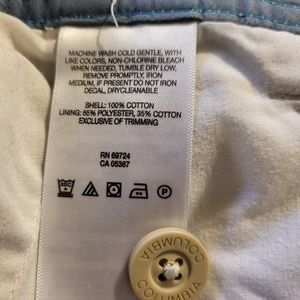 MACHINE WASH COLD GENTLE, WITH
LIKE COLORS, NON-CHLORINE BLEACH
WHEN NEEDED, TUMBLE DRY LOW,
REMOVE PROMPTLY, IRON
MEDIUM, IF PRESENT DO NOT IRON
DECAL, DRYCLEANABLE
SHELL: 100% COTTON
LINING: 65% POLYESTER, 35% COTTON
EXCLUSIVE OF TRIMMING
RN 69724
CA 05367
P
COLUMBIA
COLUMBIA